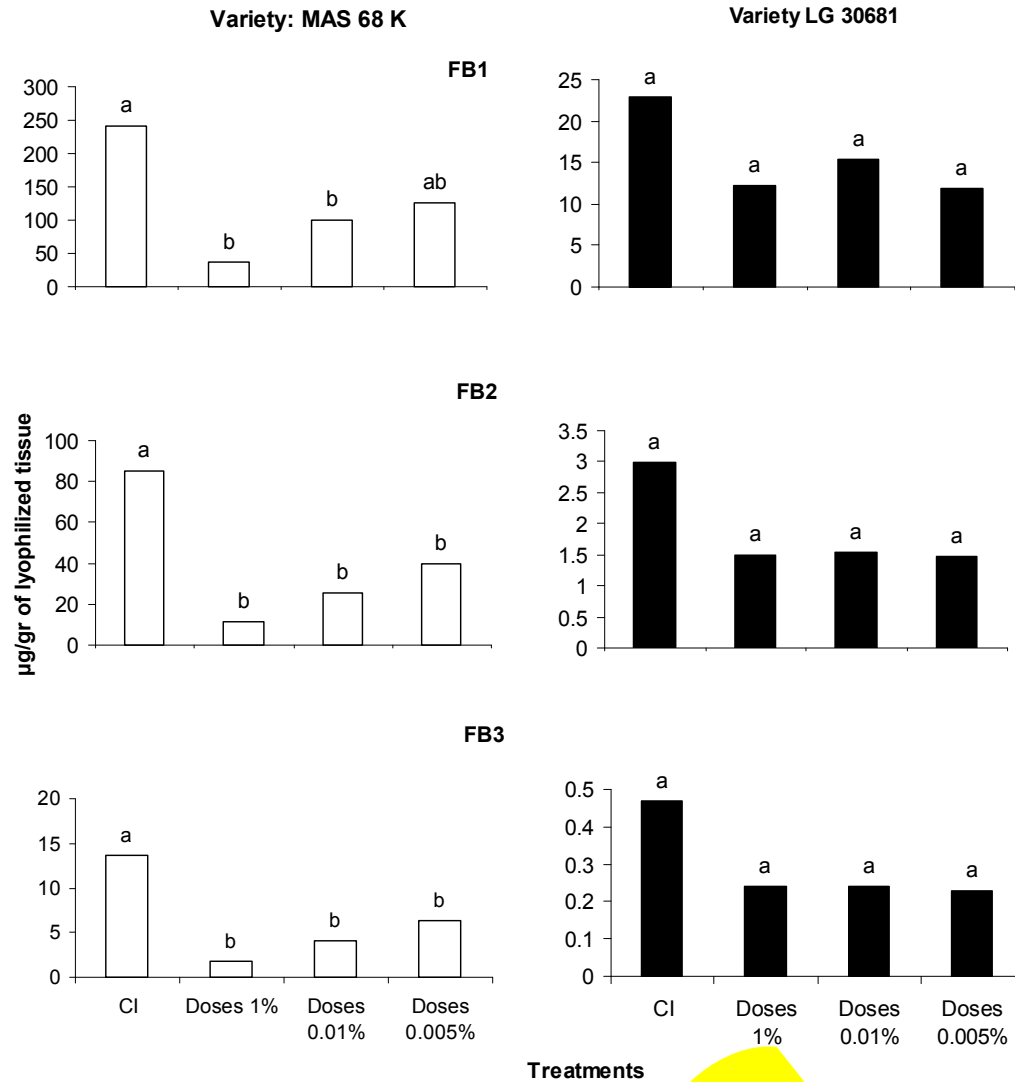 Variety: MAS 68 K
Variety LG 30681
FB1
300
250
200
150
100
50
0
a
b
b
ab
25
20
15
10
5
0
a
a
a
a
FB2
µg/gr of lyophilized tissue
100
80
60
40
20
0
a
b
b
b
3.5
3
2.5
2
1.5
1
0.5
0
a
a
a
a
FB3
20
15
10
5
0
a
b
b
b
CI
Doses 1%
Doses
0.01%
Doses
0.005%
0.5
0.4
0.3
0.2
0.1
0
a
a
a
a
CI
Doses
1%
Doses
0.01%
Doses
0.005%
Treatments